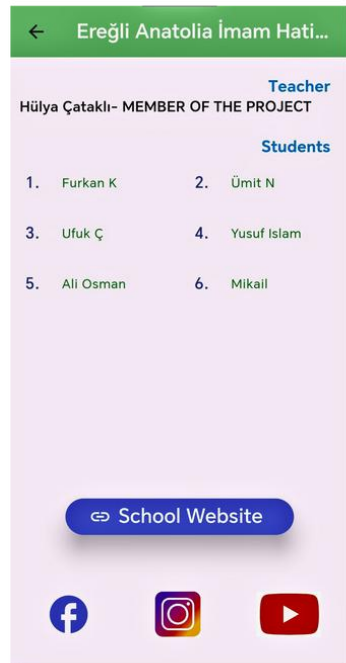 Ereğli Anatolia İmam Hati...
Teacher
Hülya Çataklı- MEMBER OF THE PROJECT
Students
1. Furkan K 2. Ümit N
3. Ufuk Ç 4. Yusuf Islam
5. Ali Osman 6. Mikail
School Website